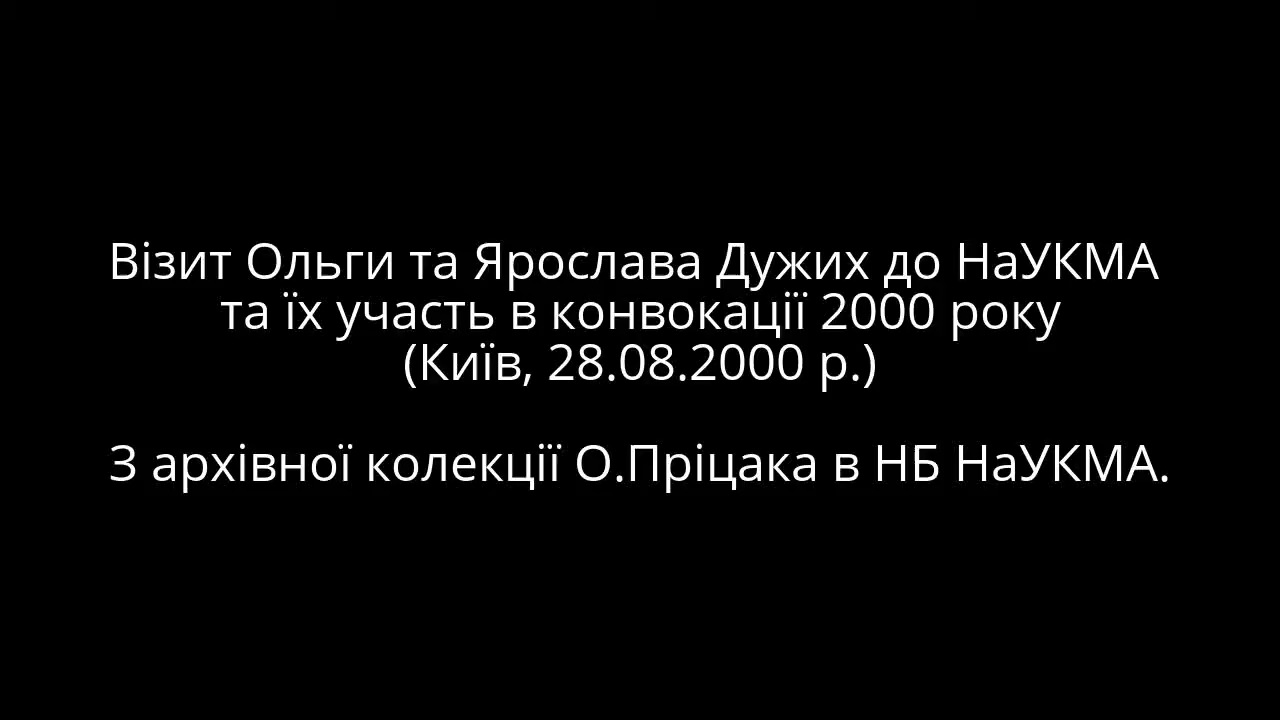 Візит Ольги та Ярослава Дужих до НаУКМА
та їх участь в конвокації 2000 року
(Київ, 28.08.2000 р.)
З архівної колекції О.Пріцака в НБ НаУКМА.